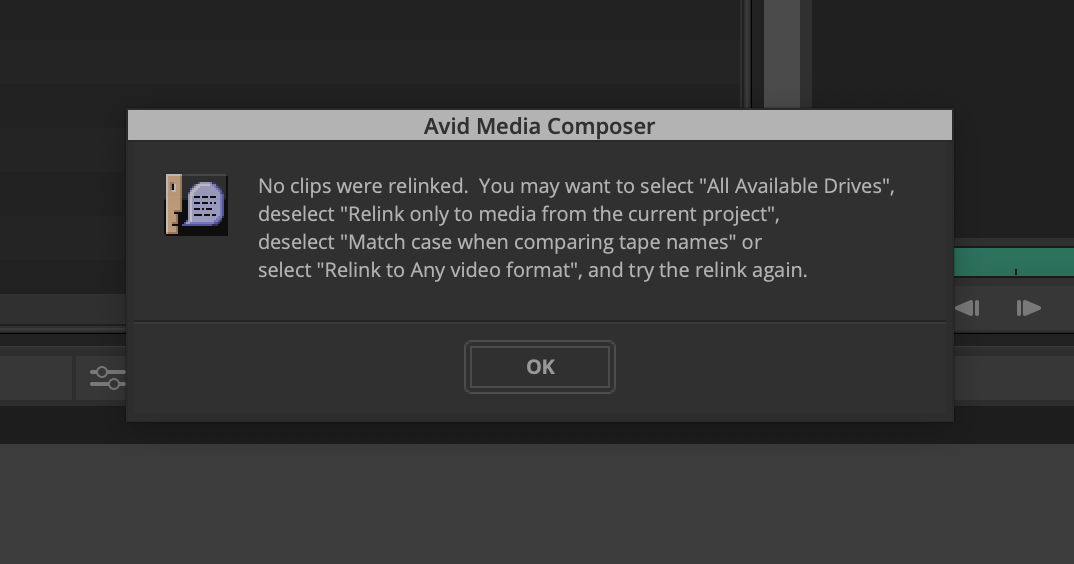 Avid Media Composer
No clips were relinked.  You may want to select "All Available Drives",
deselect "Relink only to media from the current project",
deselect "Match case when comparing tape names" or
select "Relink to Any video format", and try the relink again.
OK